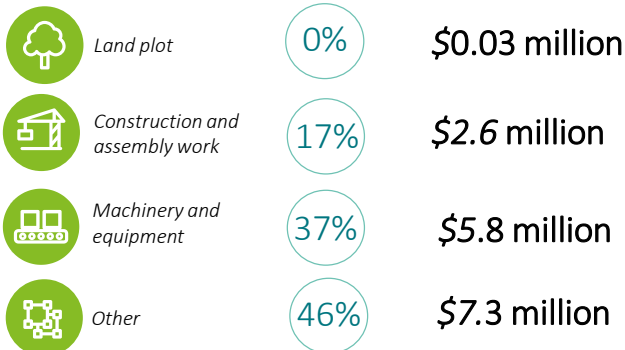 Land plot
0%
$0.03 million
Construction and
assembly work
17%
$2.6 million
Machinery and
equipment
37%
$5.8 million
Other
46%
$7.3 million